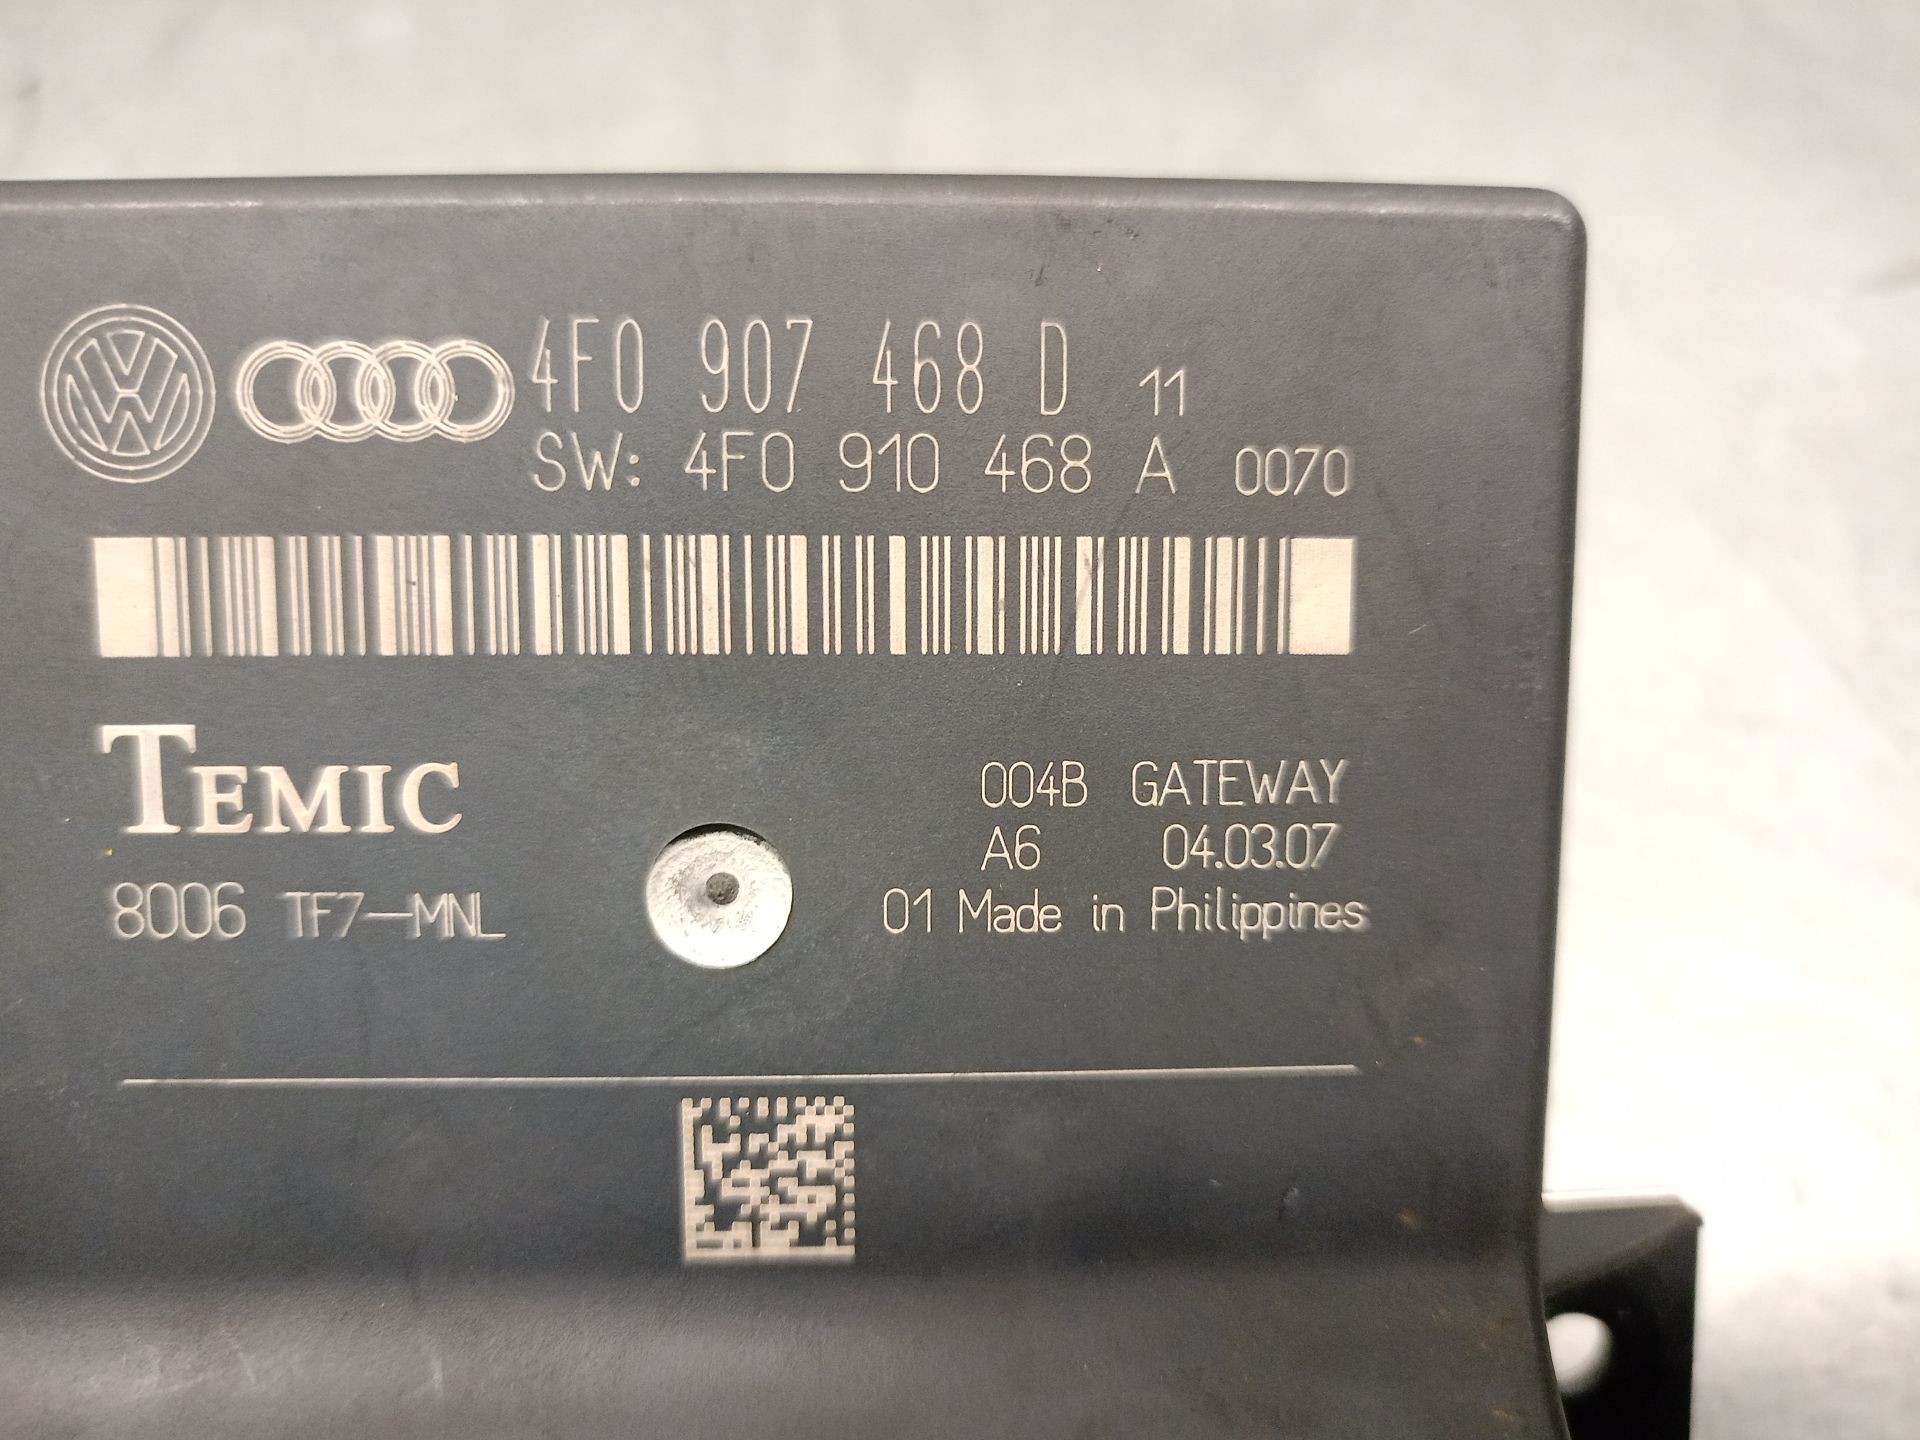 4F0 907 468 D 11
SW: 4F0 910 468 A 0070
TEMIC
004B GATEWAY
A6 04.03.07
8006 TF7-MNL
01 Made in Philippines